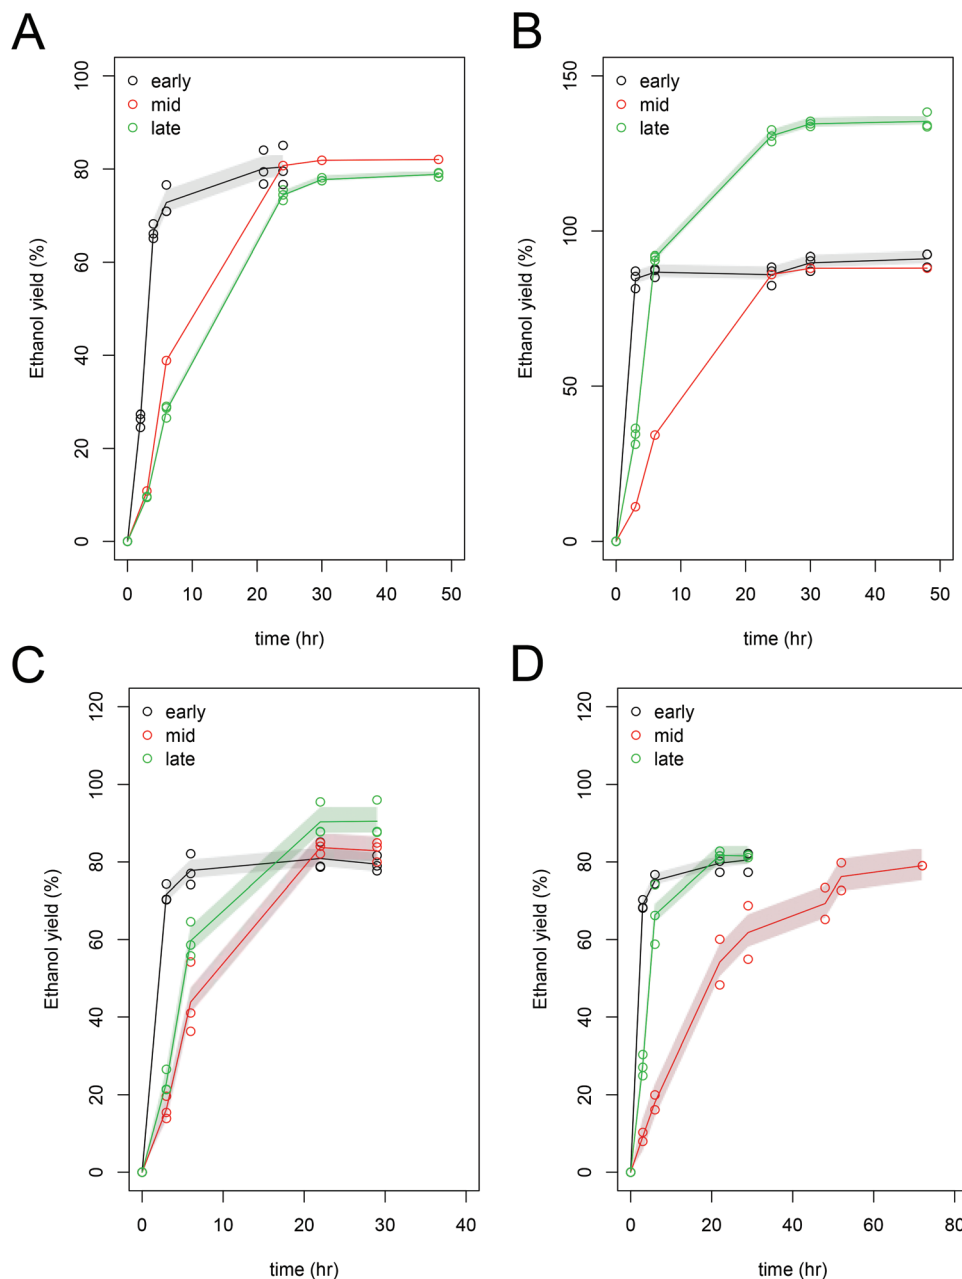 A
early
mid
late
Ethanol yield (%)
0 20 40 60 80 100
0 10 20 30 40 50
time (hr)
B
early
mid
late
Ethanol yield (%)
0 50 100 150
0 10 20 30 40 50
time (hr)
C
early
mid
late
Ethanol yield (%)
0 20 40 60 80 100 120
0 10 20 30 40
time (hr)
D
early
mid
late
Ethanol yield (%)
0 20 40 60 80 100 120
0 20 40 60 80
time (hr)